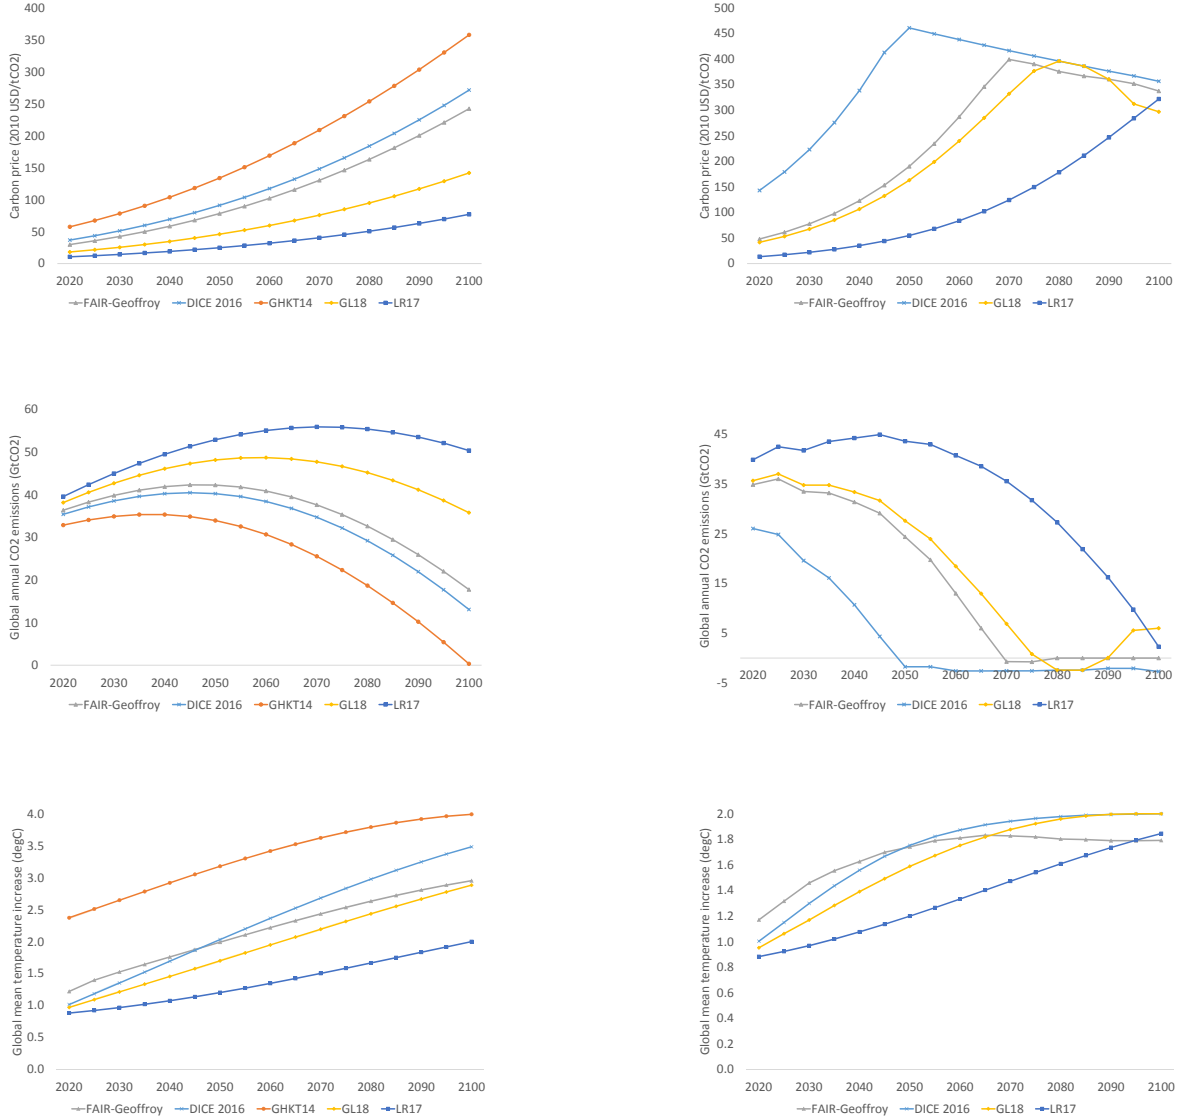 Carbon price (2010 USD/tCO2)
400
350
300
250
200
150
100
50
0
2020 2030 2040 2050 2060 2070 2080 2090 2100
FAIR-Geoffroy DICE 2016 GHKT14 GL18 LR17
Carbon price (2010 USD/tCO2)
500
450
400
350
300
250
200
150
100
50
0
2020 2030 2040 2050 2060 2070 2080 2090 2100
FAIR-Geoffroy DICE 2016 GL18 LR17
Global annual CO2 emissions (GtCO2)
60
50
40
30
20
10
0
2020 2030 2040 2050 2060 2070 2080 2090 2100
FAIR-Geoffroy DICE 2016 GHKT14 GL18 LR17
Global annual CO2 emissions (GtCO2)
45
35
25
15
5
-5
2020 2030 2040 2050 2060 2070 2080 2090 2100
FAIR-Geoffroy DICE 2016 GL18 LR17
Global mean temperature increase (degC)
4.0
3.5
3.0
2.5
2.0
1.5
1.0
0.5
0.0
2020 2030 2040 2050 2060 2070 2080 2090 2100
FAIR-Geoffroy DICE 2016 GHKT14 GL18 LR17
Global mean temperature increase (degC)
2.0
1.8
1.6
1.4
1.2
1.0
0.8
0.6
0.4
0.2
0.0
2020 2030 2040 2050 2060 2070 2080 2090 2100
FAIR-Geoffroy DICE 2016 GL18 LR17